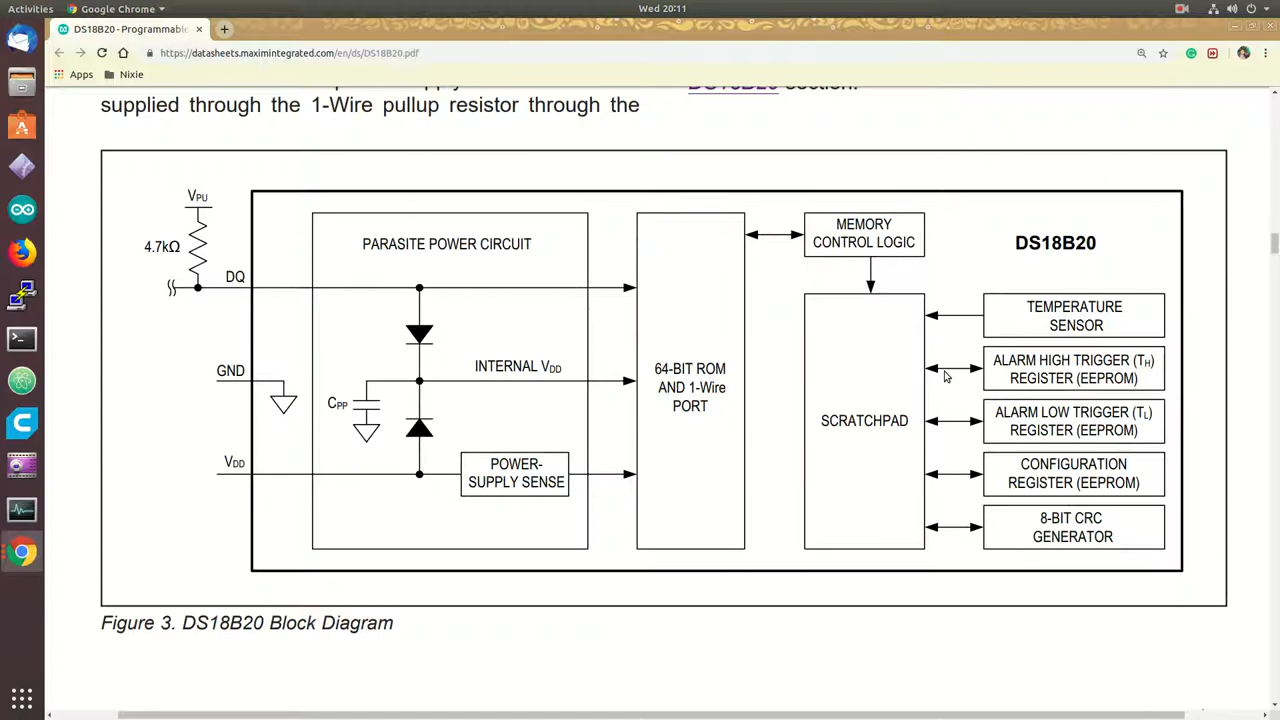 Activities
Google Chrome
Wed 20:11
DS18B20 - Programmable
https://datasheets.maximintegrated.com/en/ds/DS18B20.pdf
Apps
Nixie
supplied through the 1-Wire pullup resistor through the
DS18B20 section.
VPU
4.7kΩ
DQ
GND
VDD
PARASITE POWER CIRCUIT
INTERNAL VDD
CPP
POWER-
SUPPLY SENSE
64-BIT ROM
AND 1-Wire
PORT
MEMORY
CONTROL LOGIC
SCRATCHPAD
DS18B20
TEMPERATURE
SENSOR
ALARM HIGH TRIGGER (TH)
REGISTER (EEPROM)
ALARM LOW TRIGGER (TL)
REGISTER (EEPROM)
CONFIGURATION
REGISTER (EEPROM)
8-BIT CRC
GENERATOR
Figure 3. DS18B20 Block Diagram